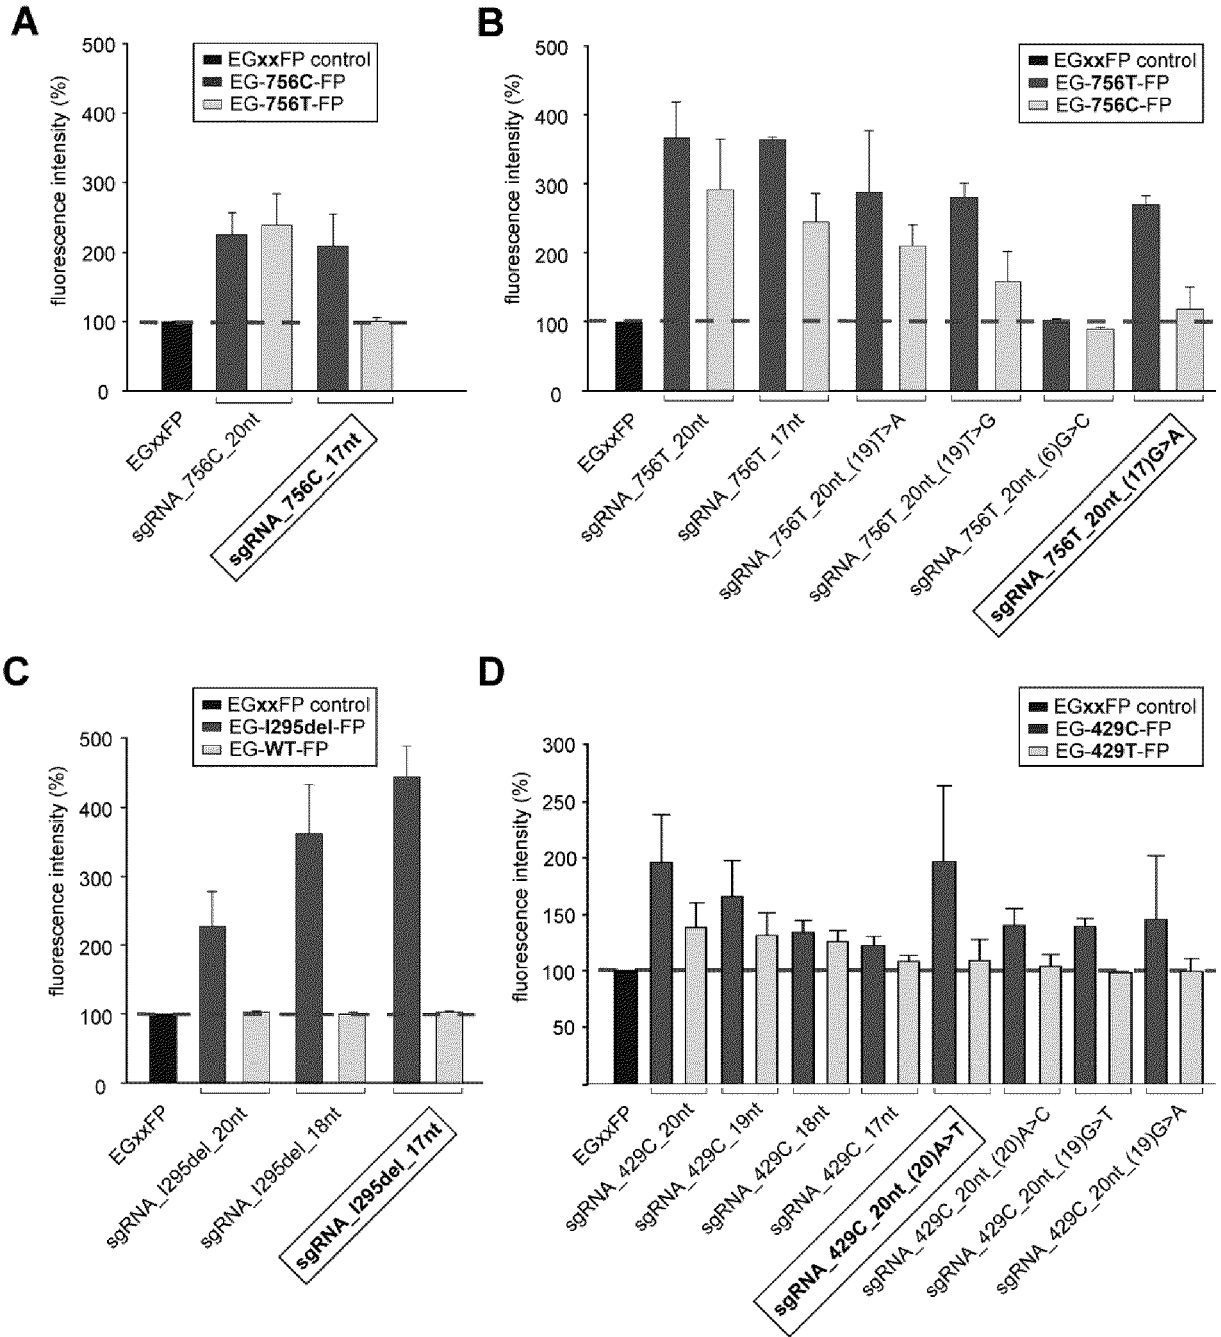 A
500
400
300
200
100
0
fluorescence intensity (%)
EGxxFP control
EG-756C-FP
EG-756T-FP
EGxxFP
sgRNA_756C_20nt
sgRNA_756C_17nt
B
500
400
300
200
100
0
fluorescence intensity (%)
EGxxFP control
EG-756T-FP
EG-756C-FP
EGxxFP
sgRNA_756T_20nt
sgRNA_756T_17nt
sgRNA_756T_20nt_(19)T>A
sgRNA_756T_20nt_(19)T>G
sgRNA_756T_20nt_(6)G>C
sgRNA_756T_20nt_(17)G>A
C
500
400
300
200
100
0
fluorescence intensity (%)
EGxxFP control
EG-I295del-FP
EG-WT-FP
EGxxFP
sgRNA_I295del_20nt
sgRNA_I295del_18nt
sgRNA_I295del_17nt
D
300
250
200
150
100
50
fluorescence intensity (%)
EGxxFP control
EG-429C-FP
EG-429T-FP
EGxxFP
sgRNA_429C_20nt
sgRNA_429C_19nt
sgRNA_429C_18nt
sgRNA_429C_17nt
sgRNA_429C_20nt_(20)A>T
sgRNA_429C_20nt_(20)A>C
sgRNA_429C_20nt_(19)G>T
sgRNA_429C_20nt_(19)G>A